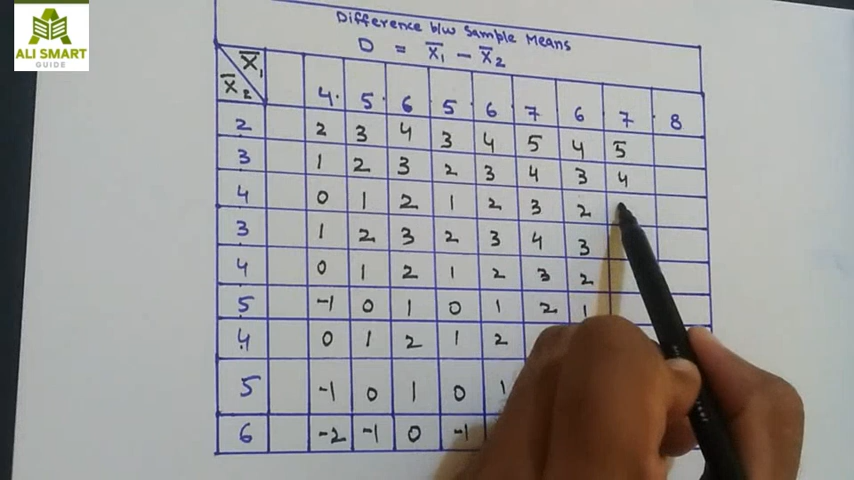 ALI SMART
GUIDE
Difference b/w Sample Means
D = X̄₁ - X̄₂
X̄₁
X̄₂
4 5 6 5 6 7 6 7 8
2 2 3 4 3 4 5 4 5
3 1 2 3 2 3 4 3 4
4 0 1 2 1 2 3 2
3 1 2 3 2 3 4 3
4 0 1 2 1 2 3 2
5 -1 0 1 0 1 2 1
4 0 1 2 1 2
5 -1 0 1 0 1
6 -2 -1 0 -1